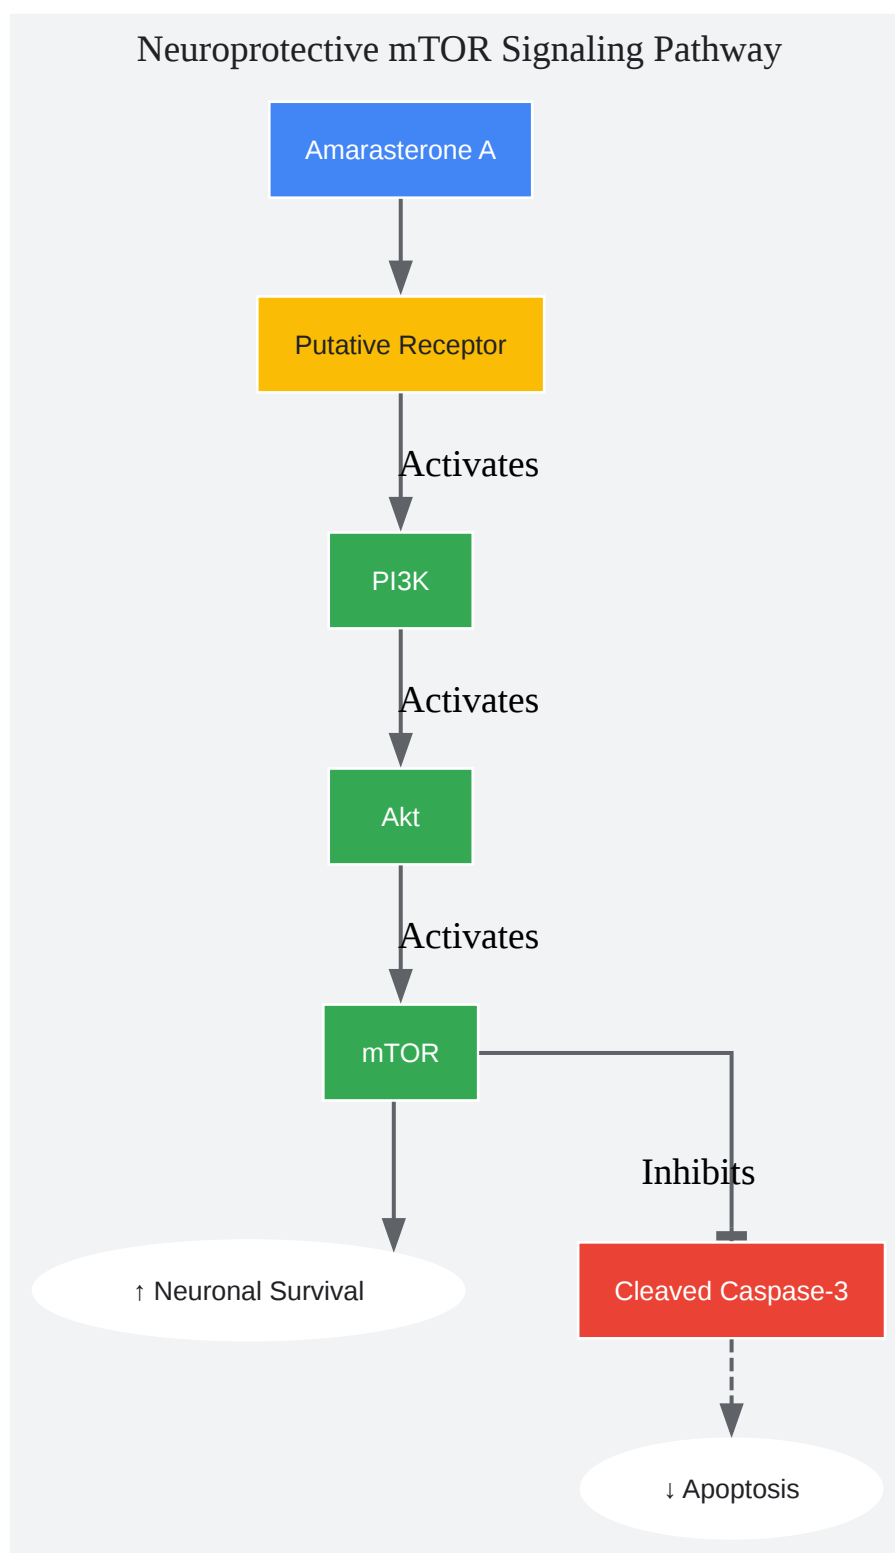 Neuroprotective mTOR Signaling Pathway
Amarasterone A
Putative Receptor
Activates
PI3K
Activates
Akt
Activates
mTOR
Inhibits
↑ Neuronal Survival
Cleaved Caspase-3
↓ Apoptosis